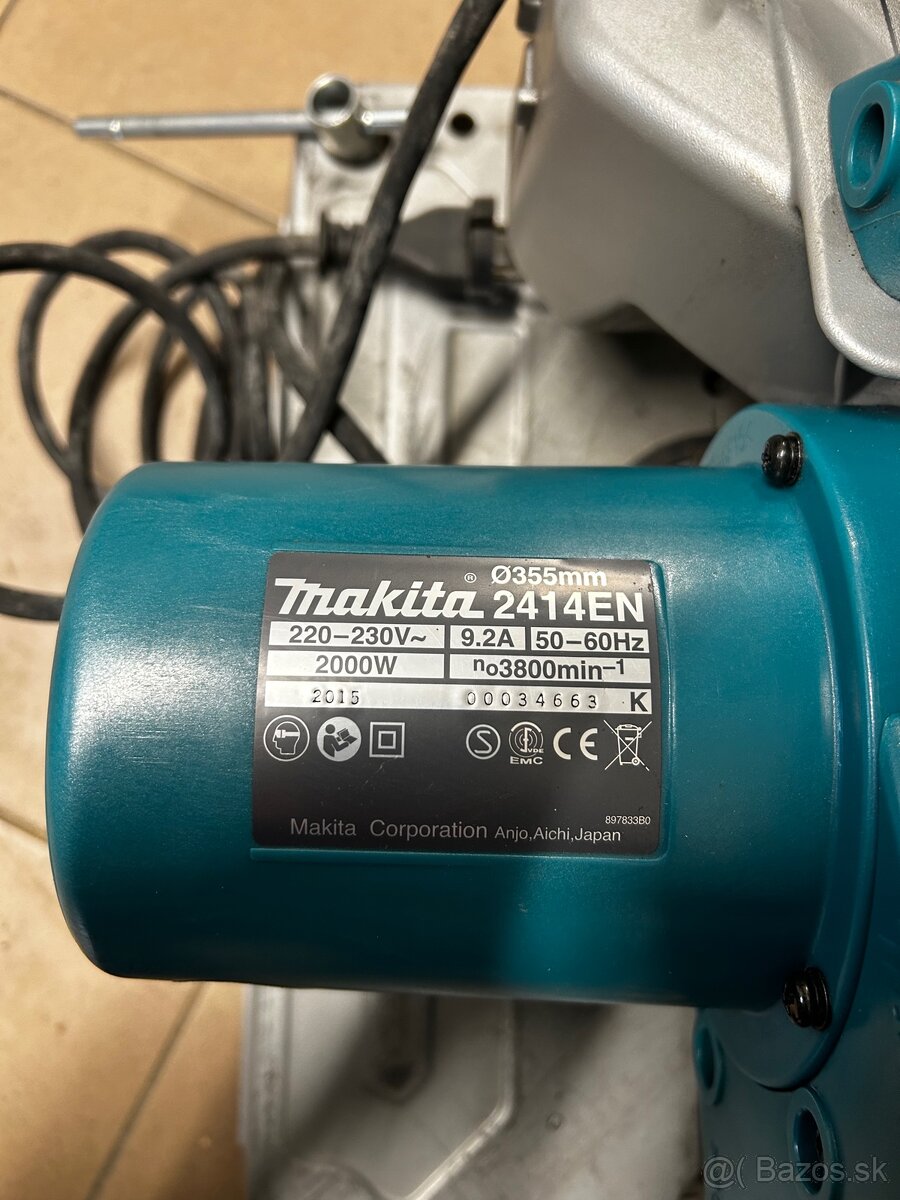 Ø355mm
makita® 2414EN
220–230V~ 9.2A 50–60Hz
2000W no3800min⁻¹
2015 00034663 K
S VDE CE
EMC
897833B0
Makita Corporation Anjo,Aichi,Japan
@( Bazos.sk